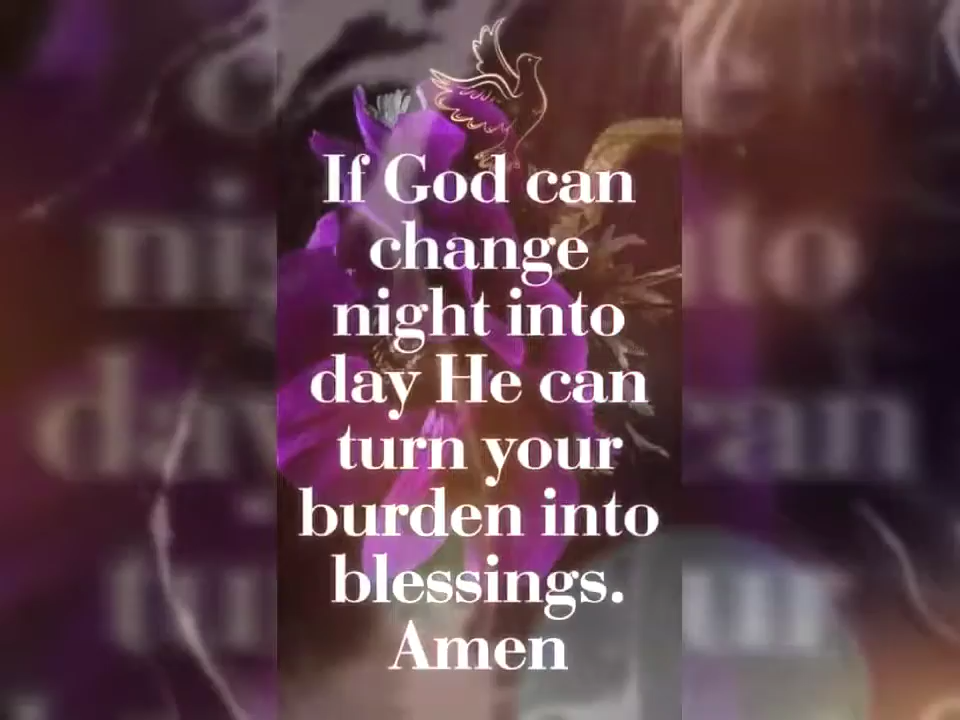 If God can
change
night into
day He can
turn your
burden into
blessings.
Amen